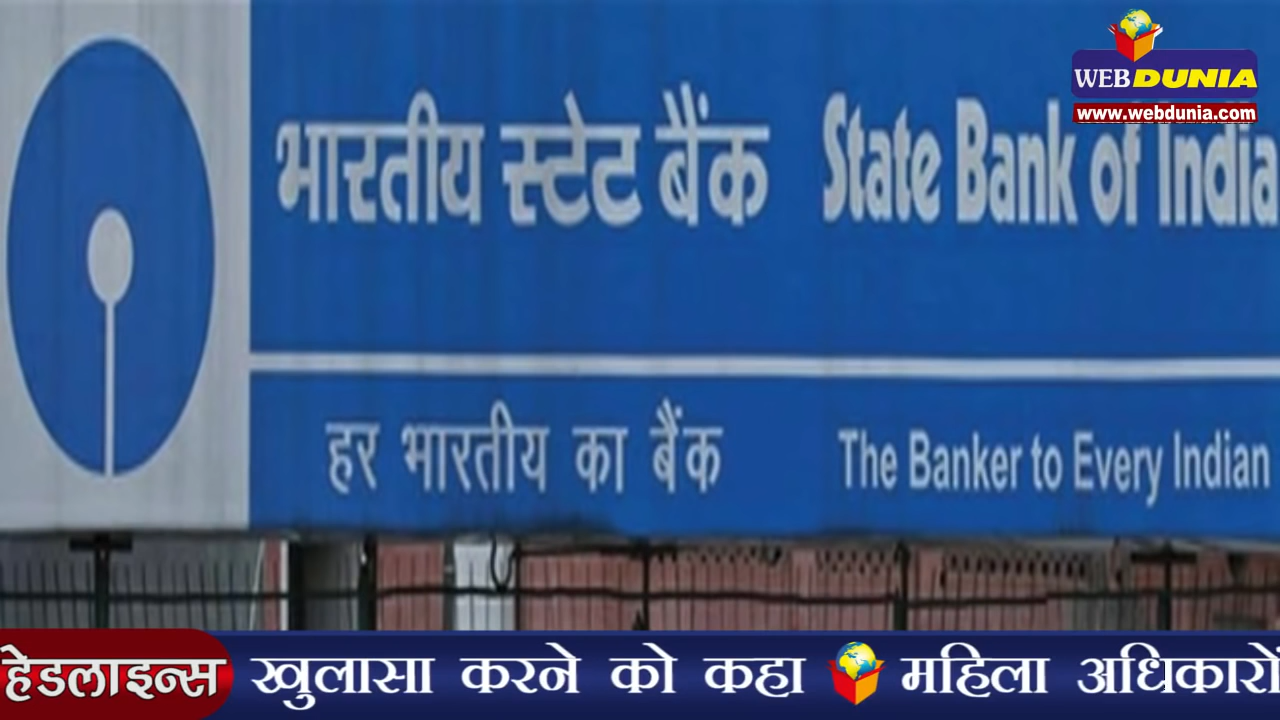 WEBDUNIA
www.webdunia.com
भारतीय स्टेट बैंक State Bank of India
हर भारतीय का बैंक The Banker to Every Indian
हेडलाइन्स खुलासा करने को कहा महिला अधिकारों